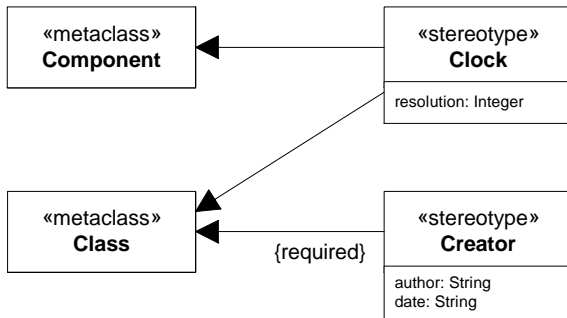 «metaclass»
Component
«stereotype»
Clock
resolution: Integer
«metaclass»
Class
{required}
«stereotype»
Creator
author: String
date: String